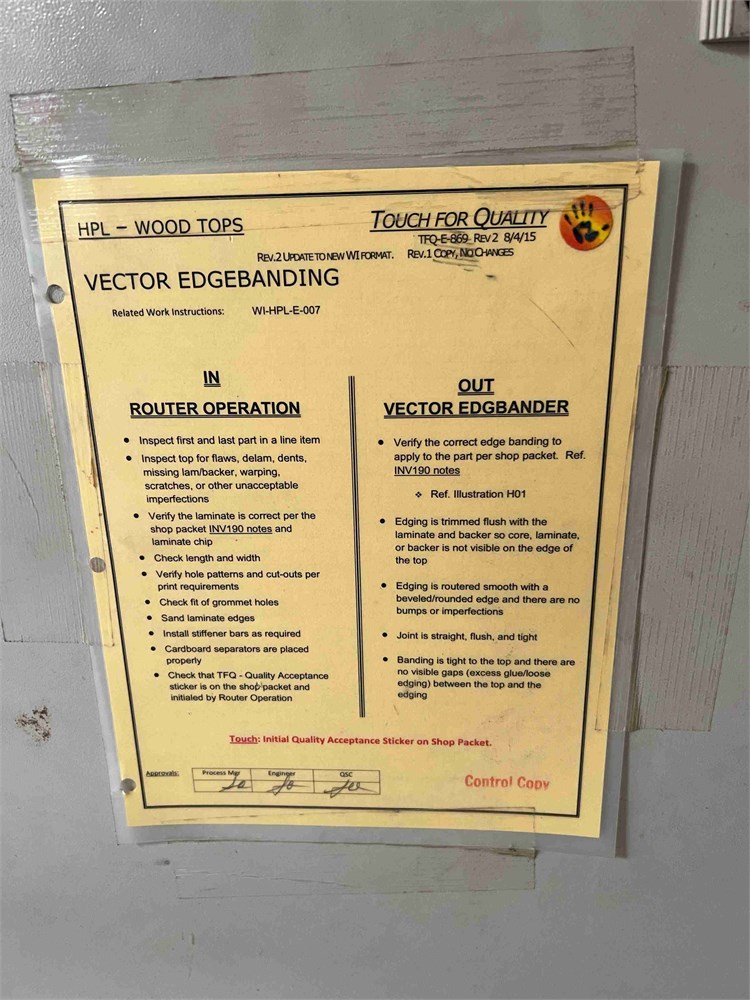 HPL – WOOD TOPS
TOUCH FOR QUALITY
TFQ-E-869 REV 2 8/4/15
REV.2 UPDATE TO NEW WI FORMAT. REV.1 COPY, NO CHANGES
VECTOR EDGEBANDING
Related Work Instructions: WI-HPL-E-007
IN
ROUTER OPERATION
• Inspect first and last part in a line item
• Inspect top for flaws, delam, dents,
missing lam/backer, warping,
scratches, or other unacceptable
imperfections
• Verify the laminate is correct per the
shop packet INV190 notes and
laminate chip
• Check length and width
• Verify hole patterns and cut-outs per
print requirements
• Check fit of grommet holes
• Sand laminate edges
• Install stiffener bars as required
• Cardboard separators are placed
properly
• Check that TFQ - Quality Acceptance
sticker is on the shop packet and
initialed by Router Operation
OUT
VECTOR EDGBANDER
• Verify the correct edge banding to
apply to the part per shop packet. Ref.
INV190 notes
❖ Ref. Illustration H01
• Edging is trimmed flush with the
laminate and backer so core, laminate,
or backer is not visible on the edge of
the top
• Edging is routered smooth with a
beveled/rounded edge and there are no
bumps or imperfections
• Joint is straight, flush, and tight
• Banding is tight to the top and there are
no visible gaps (excess glue/loose
edging) between the top and the
edging
Touch: Initial Quality Acceptance Sticker on Shop Packet.
Approvals: Process Mgr Engineer QSC
Control Copy